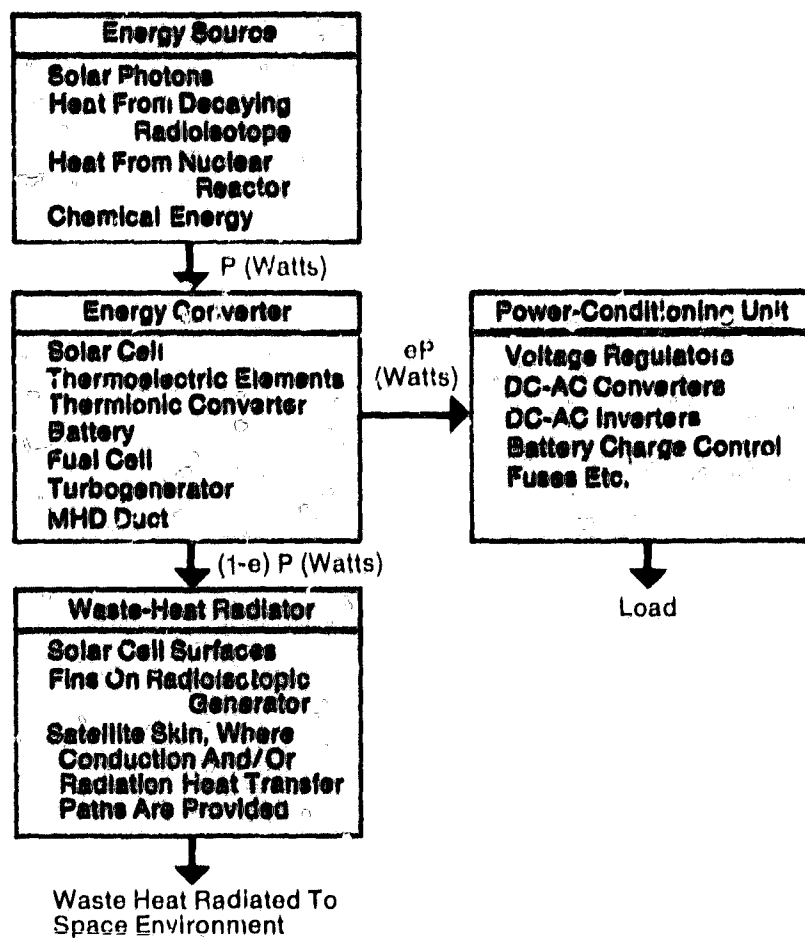 Energy Source
Solar Photons
Heat From Decaying
Radioisotope
Heat From Nuclear
Reactor
Chemical Energy
P (Watts)
Energy Converter
Solar Cell
Thermoelectric Elements
Thermionic Converter
Battery
Fuel Cell
Turbogenerator
MHD Duct
eP
(Watts)
Power-Conditioning Unit
Voltage Regulators
DC-AC Converters
DC-AC Inverters
Battery Charge Control
Fuses Etc.
Load
(1-e) P (Watts)
Waste-Heat Radiator
Solar Cell Surfaces
Fins On Radioisotopic
Generator
Satellite Skin, Where
Conduction And/Or
Radiation Heat Transfer
Paths Are Provided
Waste Heat Radiated To
Space Environment